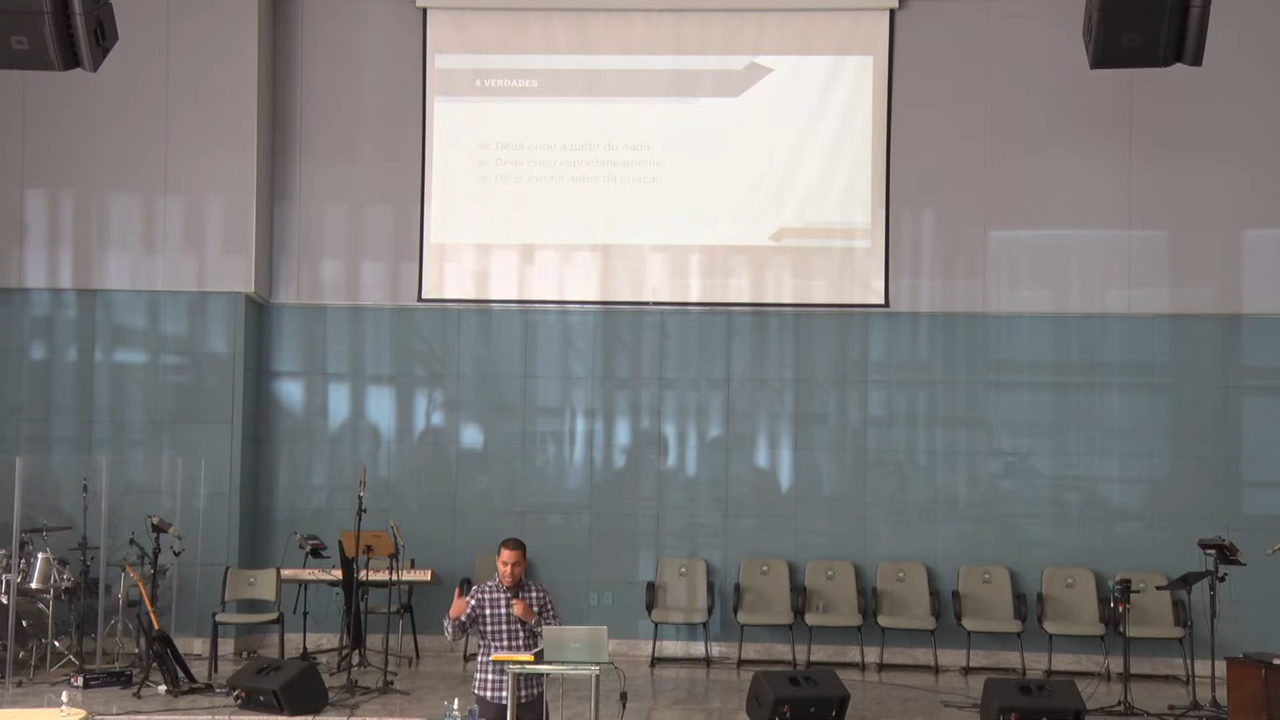 4 VERDADES
Deus criou a partir do nada
Deus criou espontaneamente
Deus existia antes da criação